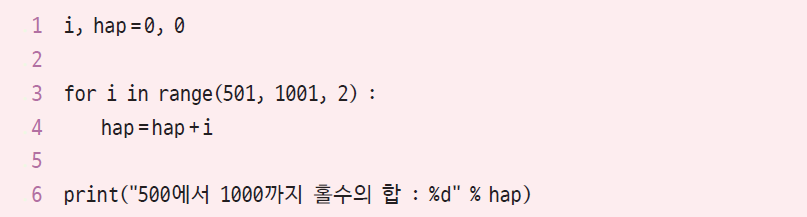 1 i, hap=0, 0
2
3 for i in range(501, 1001, 2) :
4     hap=hap+i
5
6 print("500에서 1000까지 홀수의 합 : %d" % hap)